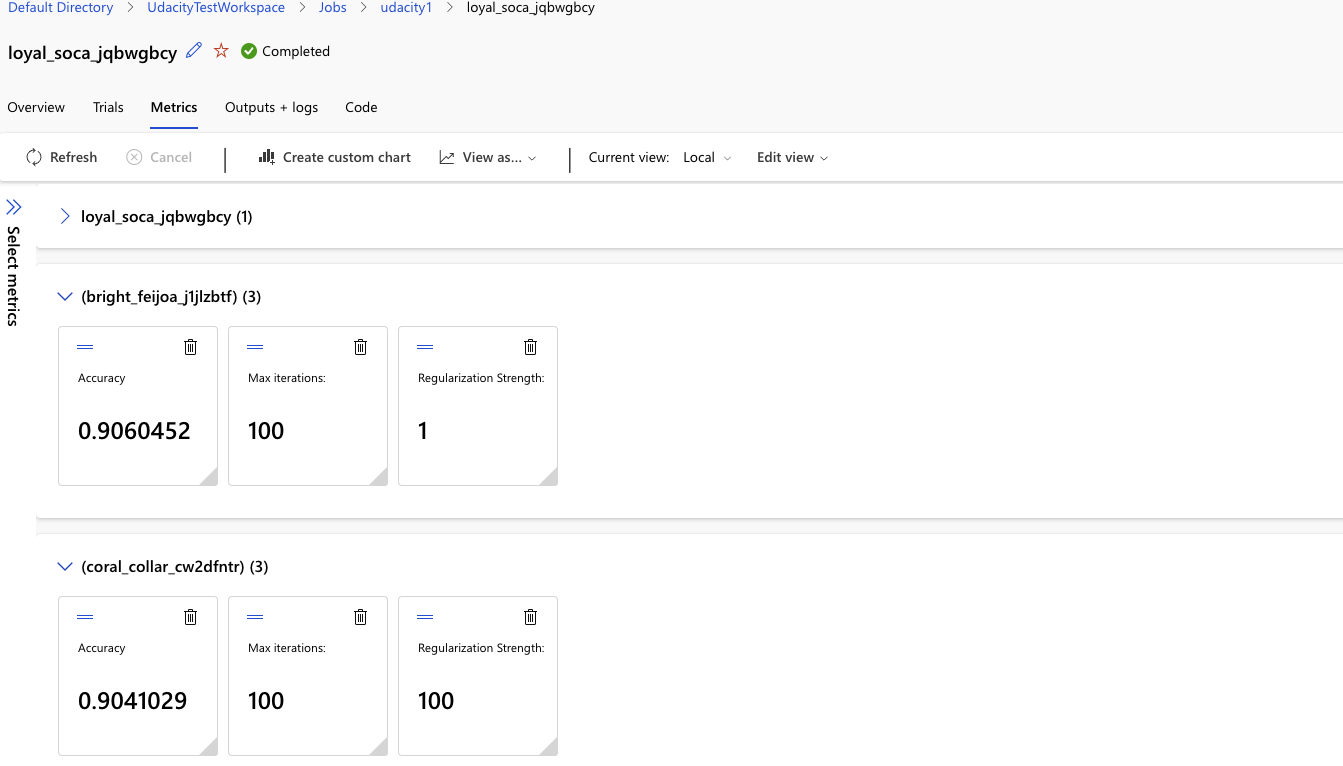 Default Directory > UdacityTestWorkspace > Jobs > udacity1 > loyal_soca_jqbwgbcy
loyal_soca_jqbwgbcy Completed
Overview Trials Metrics Outputs + logs Code
Refresh Cancel Create custom chart View as... Current view: Local Edit view
Select metrics
loyal_soca_jqbwgbcy (1)
(bright_feijoa_j1jlzbtf) (3)
Accuracy Max iterations: Regularization Strength:
0.9060452 100 1
(coral_collar_cw2dfntr) (3)
Accuracy Max iterations: Regularization Strength:
0.9041029 100 100